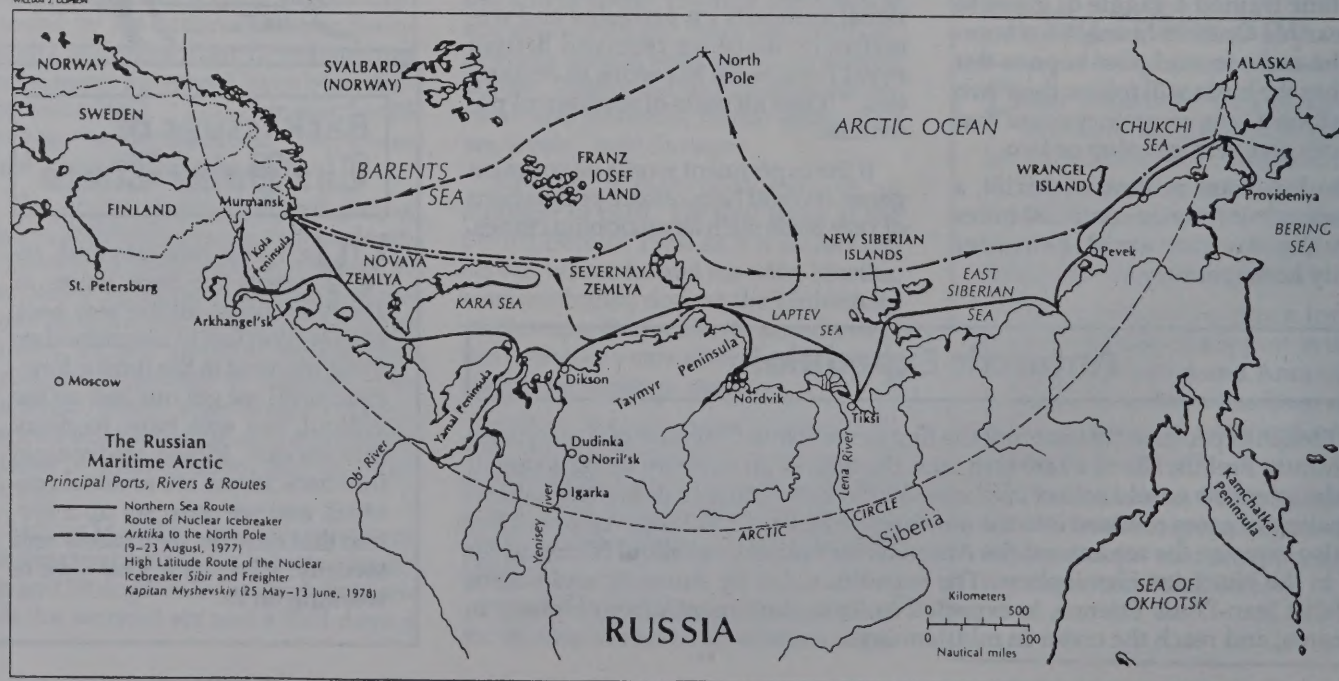 WILLIAM J. 
NORWAY
SWEDEN
FINLAND
St. Petersburg
Moscow
SVALBARD
(NORWAY)
BARENTS
SEA
Murmansk
Kola
Peninsula
Arkhangel'sk
North
Pole
FRANZ
JOSEF
LAND
ARCTIC OCEAN
ALASKA
CHUKCHI
SEA
WRANGEL
ISLAND
Provideniya
BERING
SEA
NOVAYA
ZEMLYA
KARA SEA
SEVERNAYA
ZEMLYA
NEW SIBERIAN
ISLANDS
LAPTEV
SEA
EAST
SIBERIAN
SEA
Pevek
Yamal Peninsula
Dikson
Taymyr Peninsula
Nordvik
Tiksi
Ob' River
Dudinka
Noril'sk
Igarka
Yenisey River
Lena River
ARCTIC CIRCLE
Siberia
Kamchatka
Peninsula
SEA OF
OKHOTSK
RUSSIA
The Russian
Maritime Arctic
Principal Ports, Rivers & Routes
Northern Sea Route
Route of Nuclear Icebreaker
Arktika to the North Pole
(9–23 August, 1977)
High Latitude Route of the Nuclear
Icebreaker Sibir and Freighter
Kapitan Myshevskiy (25 May–13 June, 1978)
Kilometers
0 500
0 300
Nautical miles